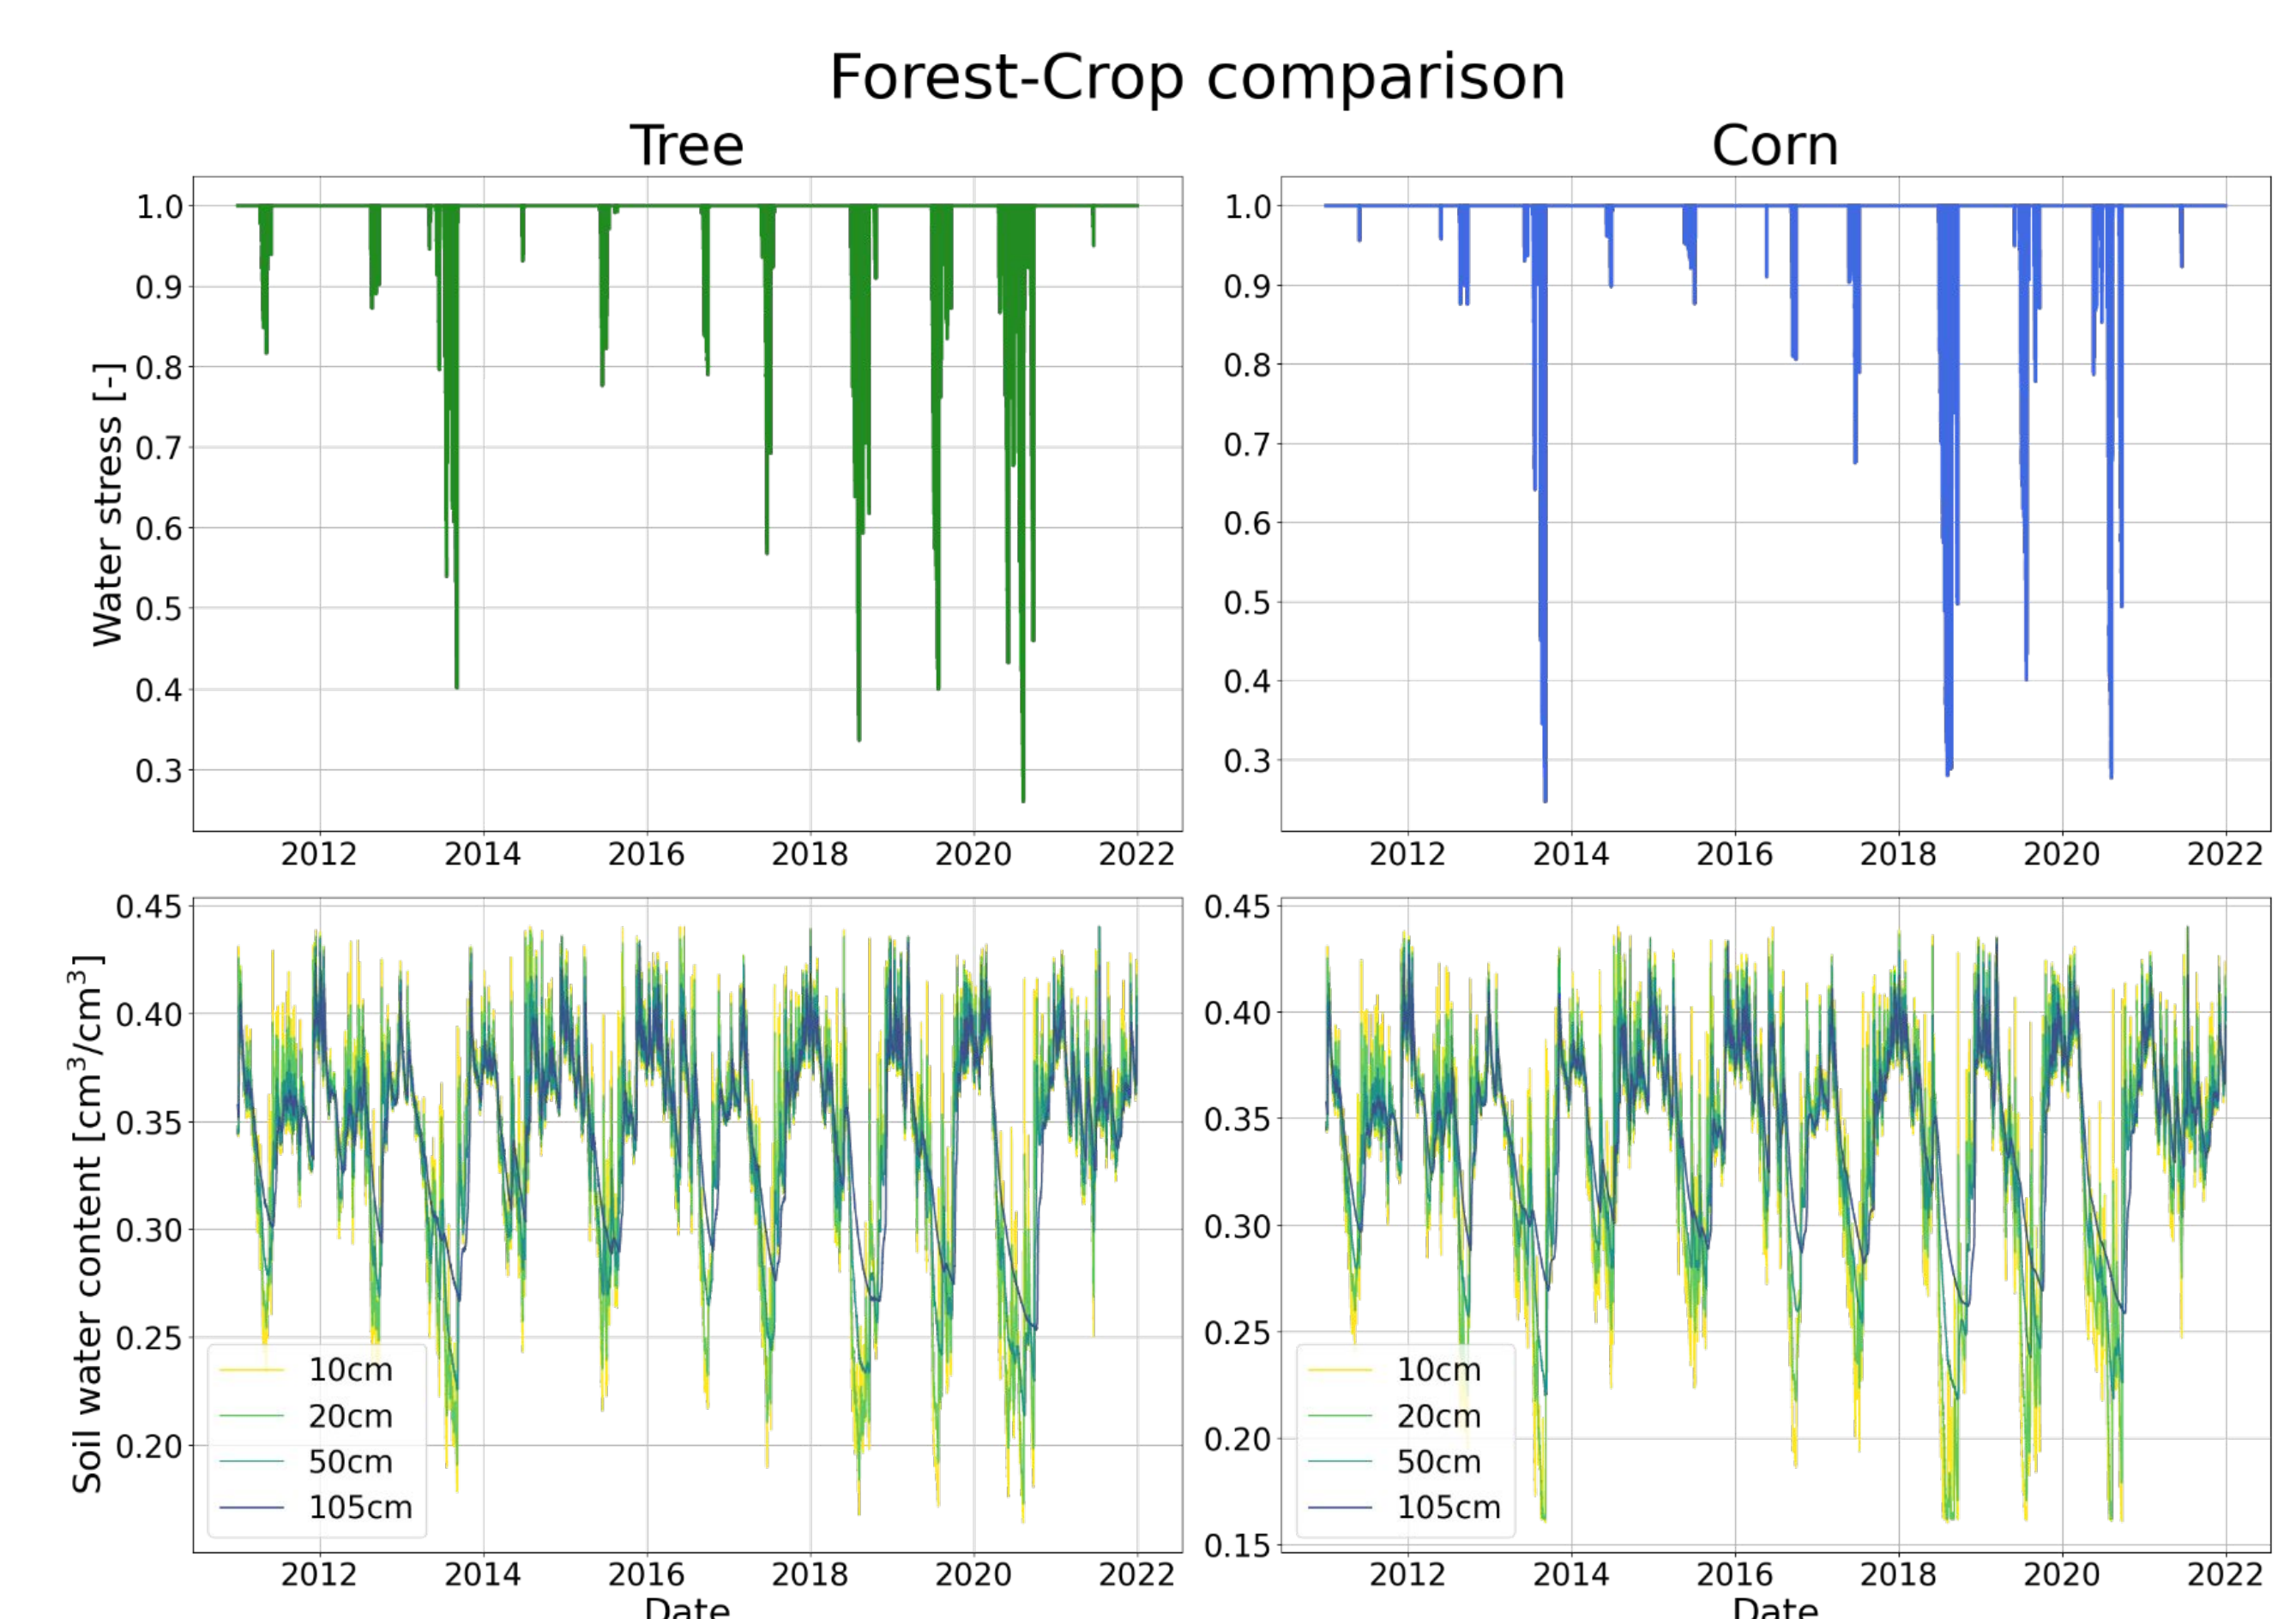 Forest-Crop comparison
Tree
Corn
Water stress [-]
1.0
0.9
0.8
0.7
0.6
0.5
0.4
0.3
2012 2014 2016 2018 2020 2022
1.0
0.9
0.8
0.7
0.6
0.5
0.4
0.3
2012 2014 2016 2018 2020 2022
Soil water content [cm³/cm³]
0.45
0.40
0.35
0.30
0.25
0.20
10cm
20cm
50cm
105cm
2012 2014 2016 2018 2020 2022
Date
0.45
0.40
0.35
0.30
0.25
0.20
0.15
10cm
20cm
50cm
105cm
2012 2014 2016 2018 2020 2022
Date